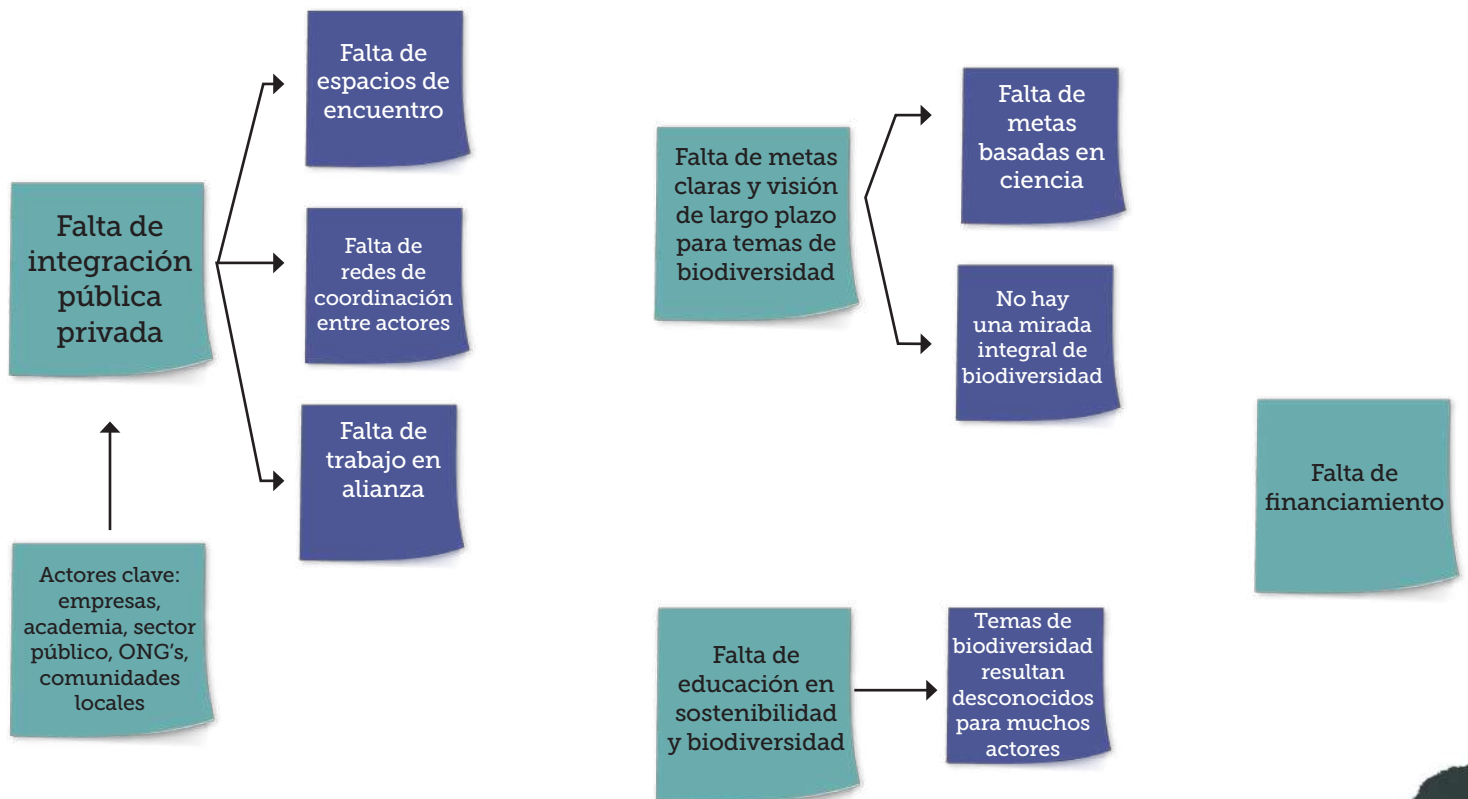 Falta de
integración
pública
privada
Actores clave:
empresas,
academia, sector
público, ONG's,
comunidades
locales
Falta de
espacios de
encuentro
Falta de
redes de
coordinación
entre actores
Falta de
trabajo en
alianza
Falta de metas
claras y visión
de largo plazo
para temas de
biodiversidad
Falta de
metas
basadas en
ciencia
No hay
una mirada
integral de
biodiversidad
Falta de
educación en
sostenibilidad
y biodiversidad
Temas de
biodiversidad
resultan
desconocidos
para muchos
actores
Falta de
financiamiento